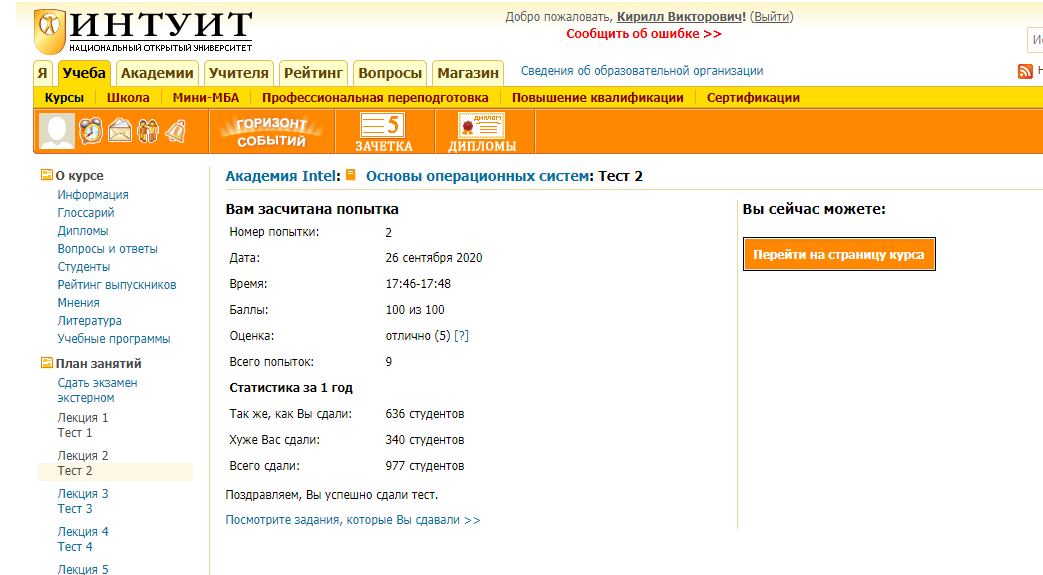 ИНТУИТ
НАЦИОНАЛЬНЫЙ ОТКРЫТЫЙ УНИВЕРСИТЕТ
Добро пожаловать, Кирилл Викторович! (Выйти)
Сообщить об ошибке >>
Я Учеба Академии Учителя Рейтинг Вопросы Магазин Сведения об образовательной организации
Курсы Школа Мини-МБА Профессиональная переподготовка Повышение квалификации Сертификации
ГОРИЗОНТ СОБЫТИЙ
5 ЗАЧЕТКА
ДИПЛОМ ДИПЛОМЫ
О курсе
Информация
Глоссарий
Дипломы
Вопросы и ответы
Студенты
Рейтинг выпускников
Мнения
Литература
Учебные программы
План занятий
Сдать экзамен
экстерном
Лекция 1
Тест 1
Лекция 2
Тест 2
Лекция 3
Тест 3
Лекция 4
Тест 4
Лекция 5
Академия Intel: Основы операционных систем: Тест 2
Вам засчитана попытка
Номер попытки: 2
Дата: 26 сентября 2020
Время: 17:46-17:48
Баллы: 100 из 100
Оценка: отлично (5) [?]
Всего попыток: 9
Статистика за 1 год
Так же, как Вы сдали: 636 студентов
Хуже Вас сдали: 340 студентов
Всего сдали: 977 студентов
Поздравляем, Вы успешно сдали тест.
Посмотрите задания, которые Вы сдавали >>
Вы сейчас можете:
Перейти на страницу курса